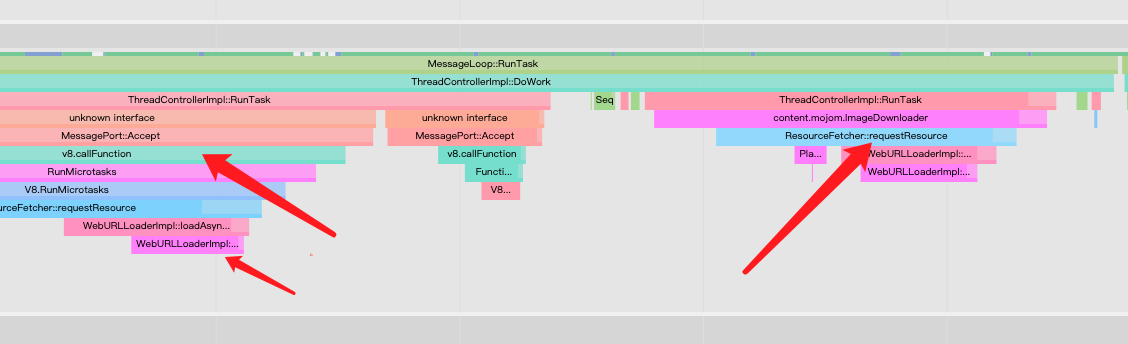 MessageLoop::RunTask
ThreadControllerImpl::DoWork
ThreadControllerImpl::RunTask Seq ThreadControllerImpl::RunTask
unknown interface unknown interface content.mojom.ImageDownloader
MessagePort::Accept MessagePort::Accept ResourceFetcher::requestResource
v8.callFunction v8.callFunction Pla... WebURLLoaderImpl::...
RunMicrotasks Functi... WebURLLoaderImpl:...
V8.RunMicrotasks V8...
urceFetcher::requestResource
WebURLLoaderImpl::loadAsyn...
WebURLLoaderImpl:...